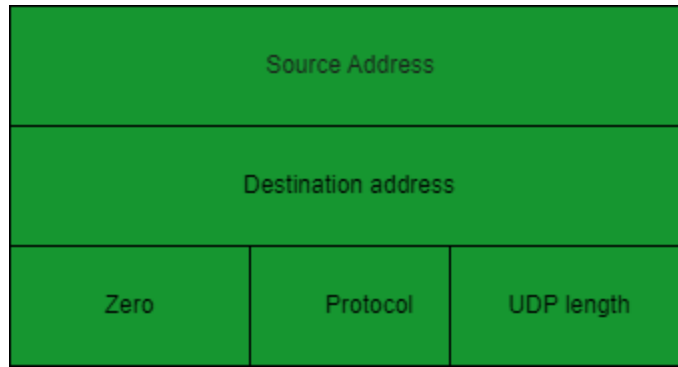 Source Address
Destination address
Zero Protocol UDP length